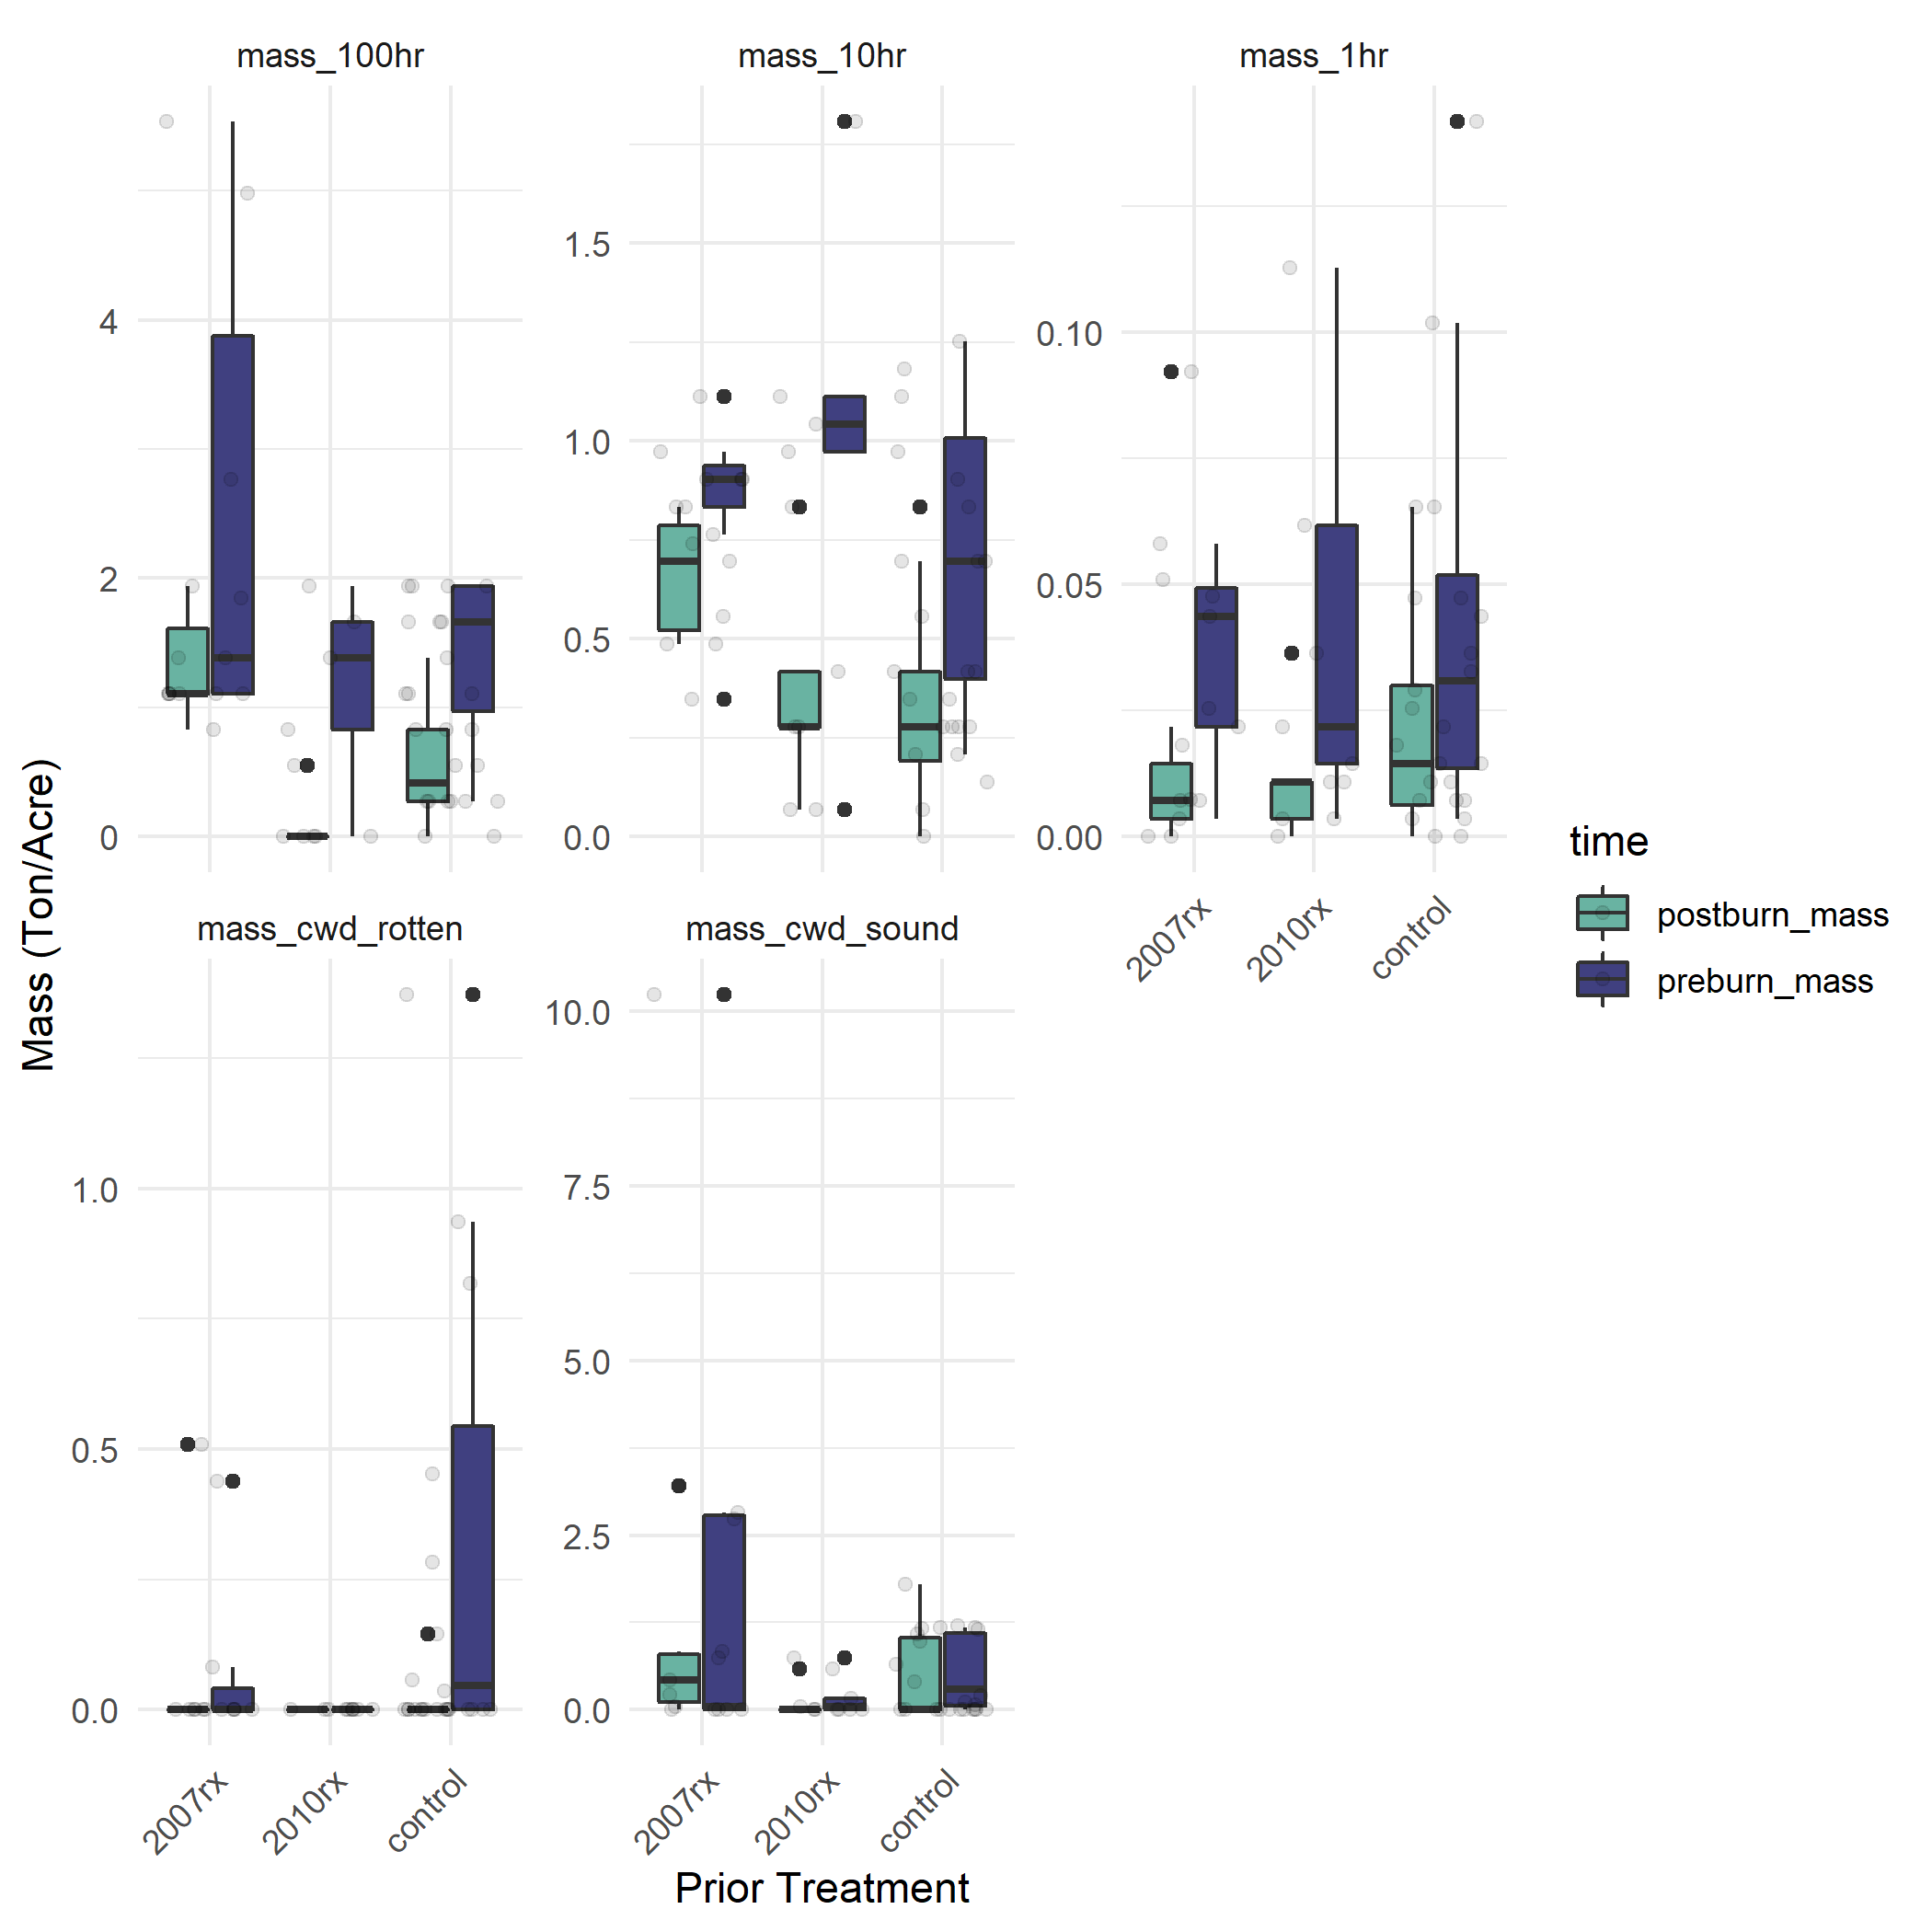 mass_100hr
mass_10hr
mass_1hr
4
2
0
1.5
1.0
0.5
0.0
0.10
0.05
0.00
2007rx
2010rx
control
mass_cwd_rotten
mass_cwd_sound
1.0
0.5
0.0
10.0
7.5
5.0
2.5
0.0
2007rx
2010rx
control
2007rx
2010rx
control
Prior Treatment
Mass (Ton/Acre)
time
postburn_mass
preburn_mass